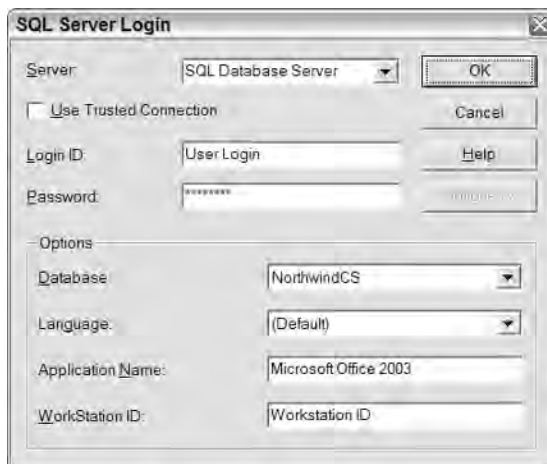 SQL Server Login
Server: SQL Database Server OK
Use Trusted Connection Cancel
Login ID: User Login Help
Password: ********
Options
Database: NorthwindCS
Language: (Default)
Application Name: Microsoft Office 2003
WorkStation ID: Workstation ID